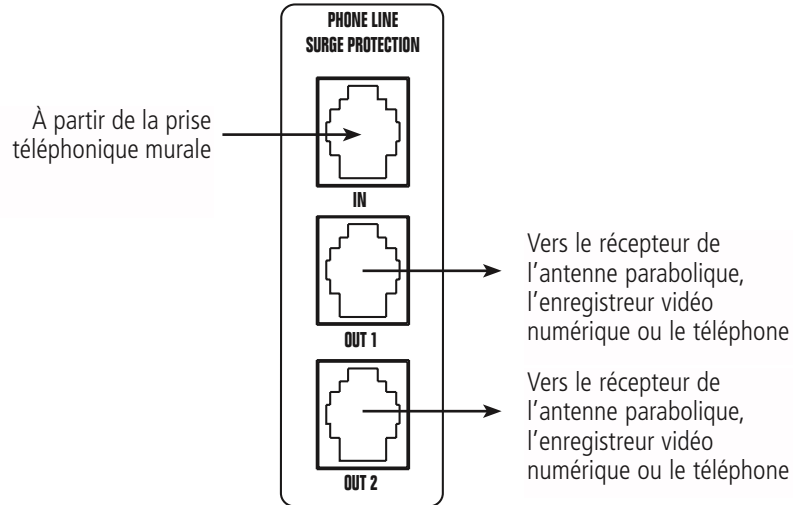 PHONE LINE
SURGE PROTECTION
À partir de la prise
téléphonique murale
IN
Vers le récepteur de
l'antenne parabolique,
l'enregistreur vidéo
numérique ou le téléphone
OUT 1
Vers le récepteur de
l'antenne parabolique,
l'enregistreur vidéo
numérique ou le téléphone
OUT 2